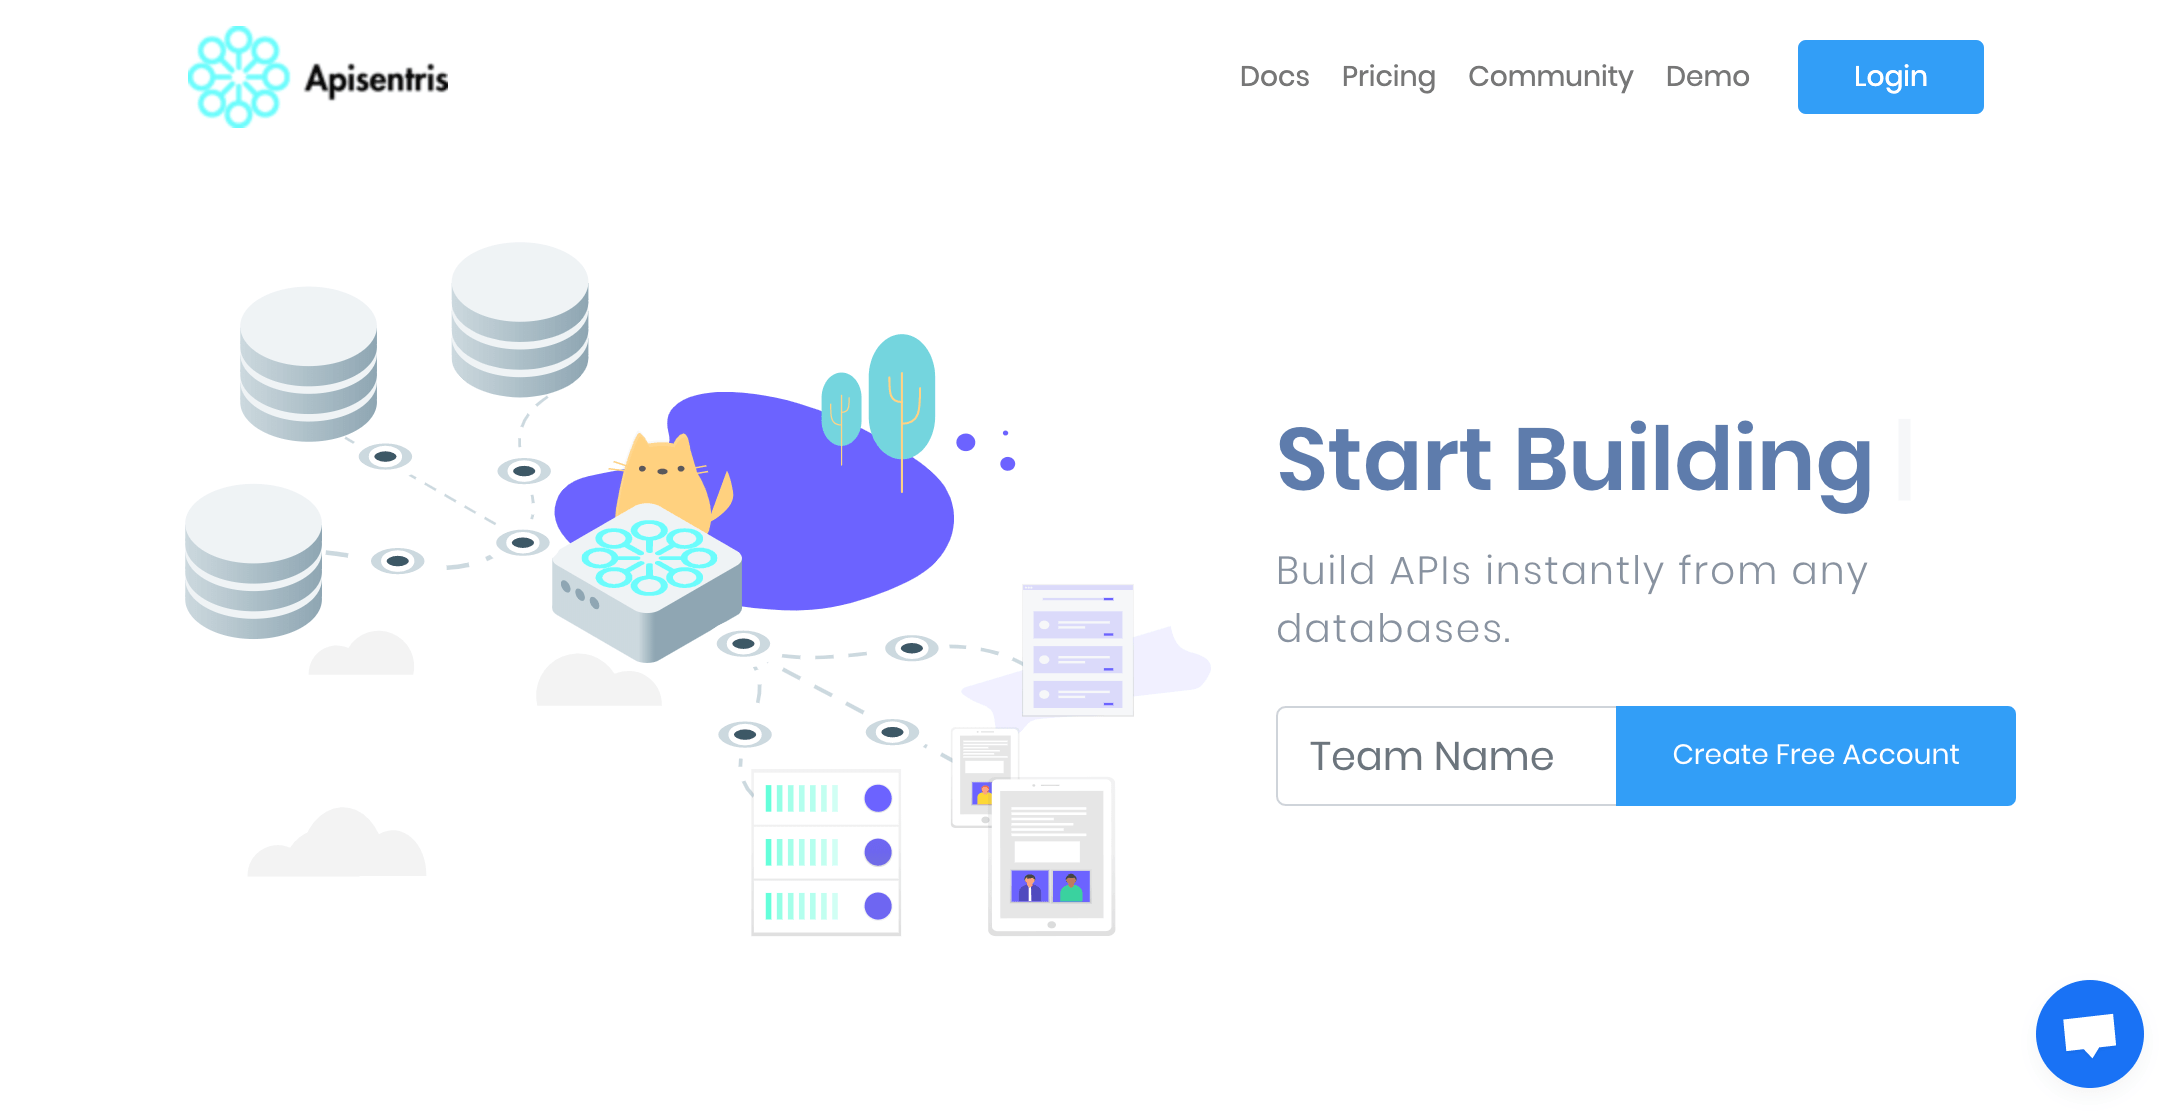 Apisentris
Docs Pricing Community Demo Login
Start Building
Build APIs instantly from any
databases.
Team Name Create Free Account